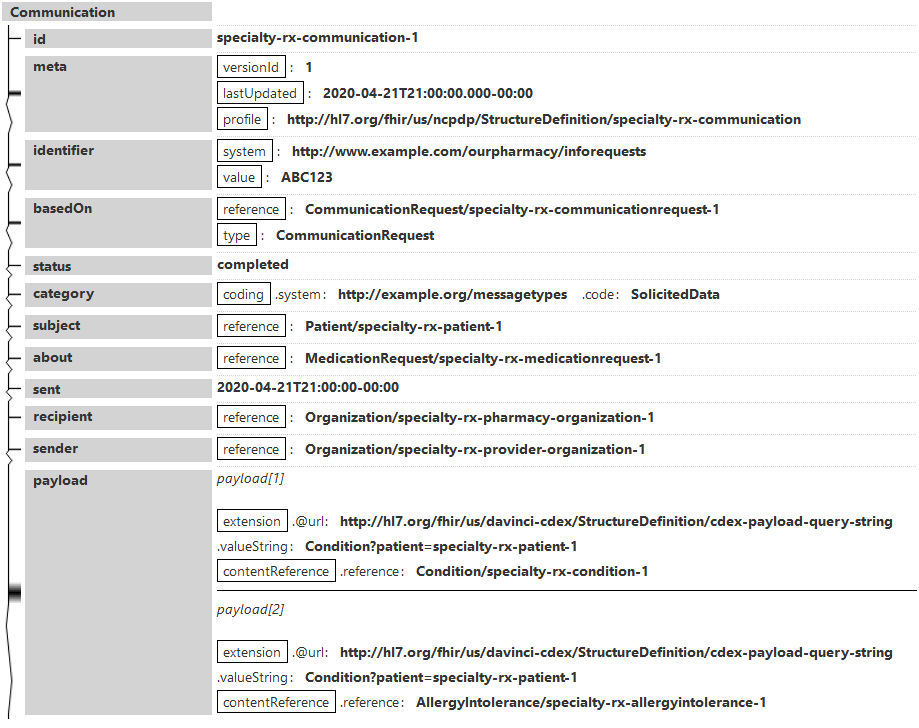 Communication
id specialty-rx-communication-1
meta versionId : 1
lastUpdated : 2020-04-21T21:00:00.000-00:00
profile : http://hl7.org/fhir/us/ncpdp/StructureDefinition/specialty-rx-communication
identifier system : http://www.example.com/ourpharmacy/inforequests
value : ABC123
basedOn reference : CommunicationRequest/specialty-rx-communicationrequest-1
type : CommunicationRequest
status completed
category coding .system: http://example.org/messagetypes .code: SolicitedData
subject reference : Patient/specialty-rx-patient-1
about reference : MedicationRequest/specialty-rx-medicationrequest-1
sent 2020-04-21T21:00:00-00:00
recipient reference : Organization/specialty-rx-pharmacy-organization-1
sender reference : Organization/specialty-rx-provider-organization-1
payload payload[1]
extension .@url: http://hl7.org/fhir/us/davinci-cdex/StructureDefinition/cdex-payload-query-string
.valueString: Condition?patient=specialty-rx-patient-1
contentReference .reference: Condition/specialty-rx-condition-1
payload[2]
extension .@url: http://hl7.org/fhir/us/davinci-cdex/StructureDefinition/cdex-payload-query-string
.valueString: Condition?patient=specialty-rx-patient-1
contentReference .reference: AllergyIntolerance/specialty-rx-allergyintolerance-1